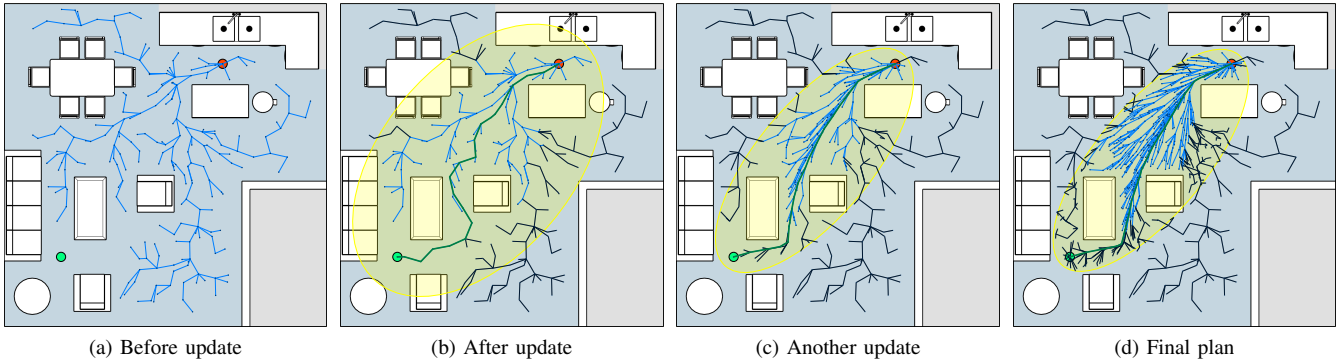 (a) Before update
(b) After update
(c) Another update
(d) Final plan